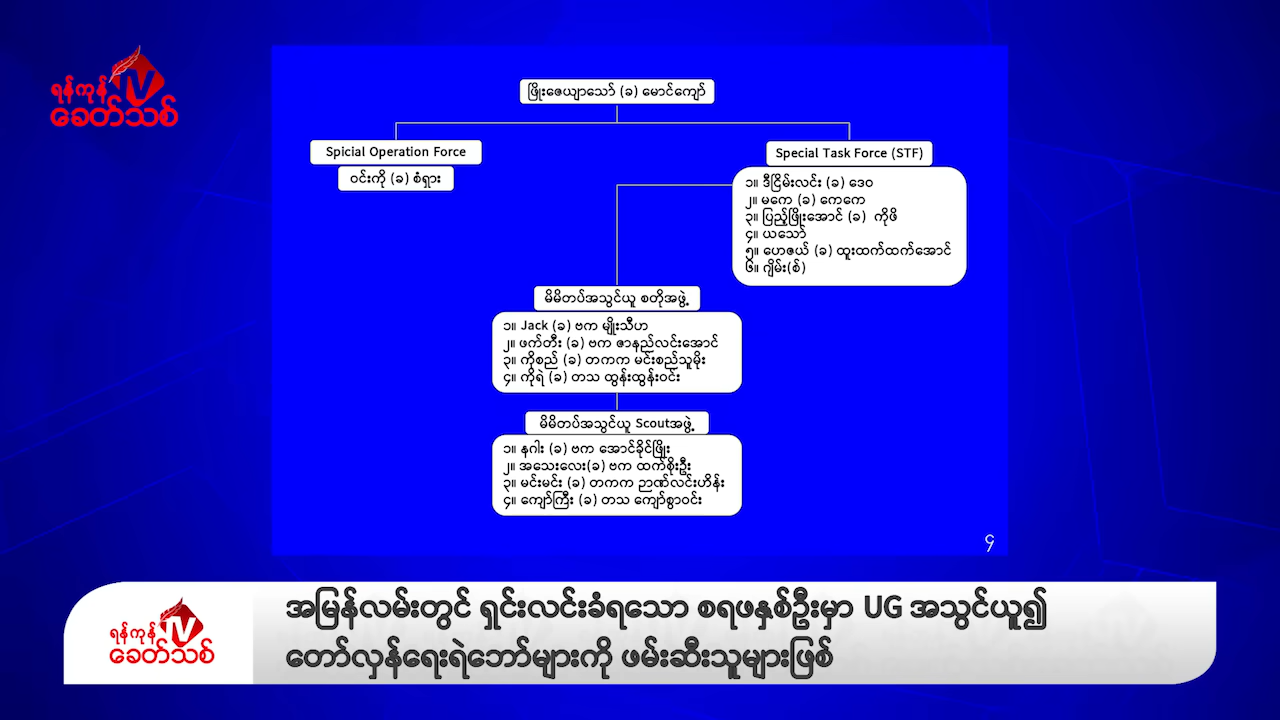 ရန်ကုန်
ခေတ်သစ်
TV
ဖြိုးဇေယျာသော် (ခ) မောင်ကျော်
Spicial Operation Force
ဝင်းကို (ခ) စံရှား
Special Task Force (STF)
၁။ ဒီငြိမ်းလင်း (ခ) ဒေဝ
၂။ မကေ (ခ) ကေကေ
၃။ ပြည့်ဖြိုးအောင် (ခ) ကိုဖိ
၄။ ယသော်
၅။ ဟေဇယ် (ခ) ထူးထက်ထက်အောင်
၆။ ဂျိမ်း(စ်)
မိမိတပ်အသွင်ယူ စတိုအဖွဲ့
၁။ Jack (ခ) ဗက မျိုးသီဟ
၂။ ဖက်တီး (ခ) ဗက ဇာနည်လင်းအောင်
၃။ ကိုစည် (ခ) တကက မင်းစည်သူမိုး
၄။ ကိုရဲ (ခ) တသ ထွန်းထွန်းဝင်း
မိမိတပ်အသွင်ယူ Scoutအဖွဲ့
၁။ နဂါး (ခ) ဗက အောင်ခိုင်ဖြိုး
၂။ အသေးလေး(ခ) ဗက ထက်စိုးဦး
၃။ မင်းမင်း (ခ) တကက ဉာဏ်လင်းဟိန်း
၄။ ကျော်ကြီး (ခ) တသ ကျော်စွာဝင်း
၄
ရန်ကုန်
ခေတ်သစ်
TV
အမြန်လမ်းတွင် ရှင်းလင်းခံရသော စရဖနှစ်ဦးမှာ UG အသွင်ယူ၍
တော်လှန်ရေးရဲဘော်များကို ဖမ်းဆီးသူများဖြစ်